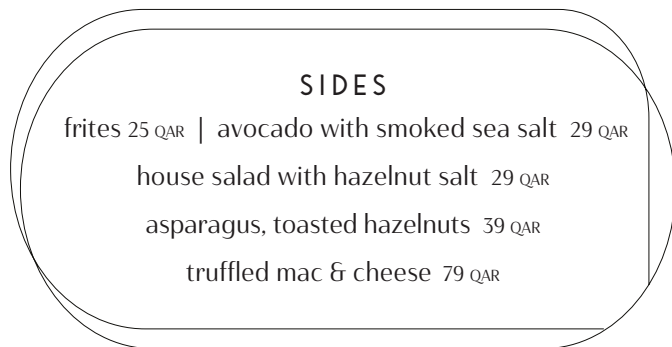 SIDES
frites 25 QAR | avocado with smoked sea salt 29 QAR
house salad with hazelnut salt 29 QAR
asparagus, toasted hazelnuts 39 QAR
truffled mac & cheese 79 QAR